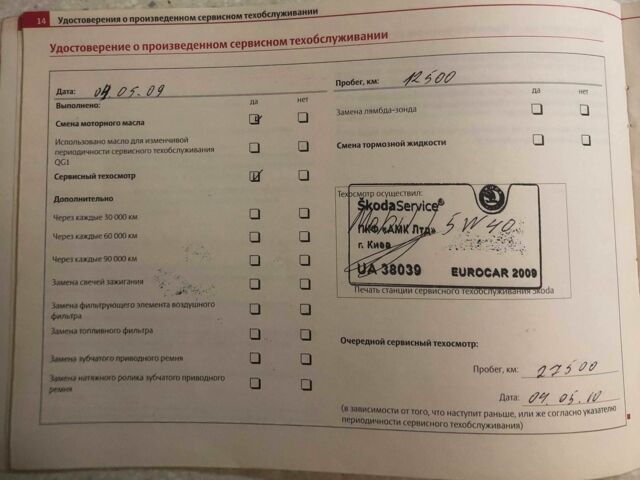 14 Удостоверения о произведенном сервисном техобслуживании
Удостоверение о произведенном сервисном техобслуживании
Дата: 04.05.09
Выполнено: да нет
Смена моторного масла
Использовано масло для изменчивой
периодичности сервисного техобслуживания
QG1
Сервисный техосмотр
Дополнительно
Через каждые 30 000 км
Через каждые 60 000 км
Через каждые 90 000 км
Замена свечей зажигания
Замена фильтрующего элемента воздушного
фильтра
Замена топливного фильтра
Замена зубчатого приводного ремня
Замена натяжного ролика зубчатого приводного
ремня
Пробег, км: 12500
да нет
Замена лямбда-зонда
Смена тормозной жидкости
Техосмотр осуществил:
ŠkodaService®
Mobil 5W40
ПКФ «АМК Лтд»
г. Киев
UA 38039 EUROCAR 2009
Печать станции сервисного техобслуживания Škoda
Очередной сервисный техосмотр:
Пробег, км: 27500
Дата: 04.05.10
(в зависимости от того, что наступит раньше, или же согласно указателю
периодичности сервисного техобслуживания)